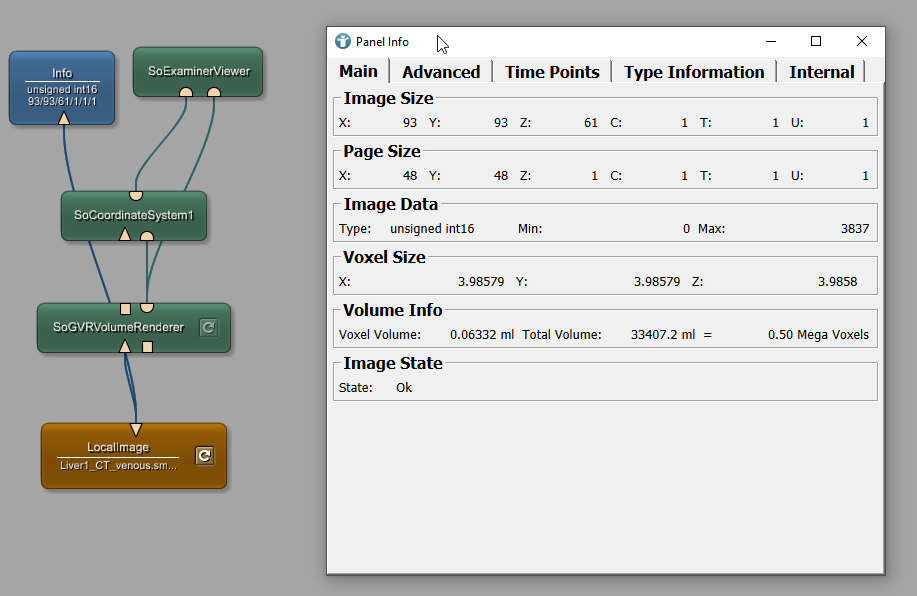 Info
unsigned int16
93/93/61/1/1/1
SoExaminerViewer
SoCoordinateSystem1
SoGVRVolumeRenderer
LocalImage
Liver1_CT_venous.sm...
Panel Info
Main Advanced Time Points Type Information Internal
Image Size
X: 93 Y: 93 Z: 61 C: 1 T: 1 U: 1
Page Size
X: 48 Y: 48 Z: 1 C: 1 T: 1 U: 1
Image Data
Type: unsigned int16 Min: 0 Max: 3837
Voxel Size
X: 3.98579 Y: 3.98579 Z: 3.9858
Volume Info
Voxel Volume: 0.06332 ml Total Volume: 33407.2 ml = 0.50 Mega Voxels
Image State
State: Ok